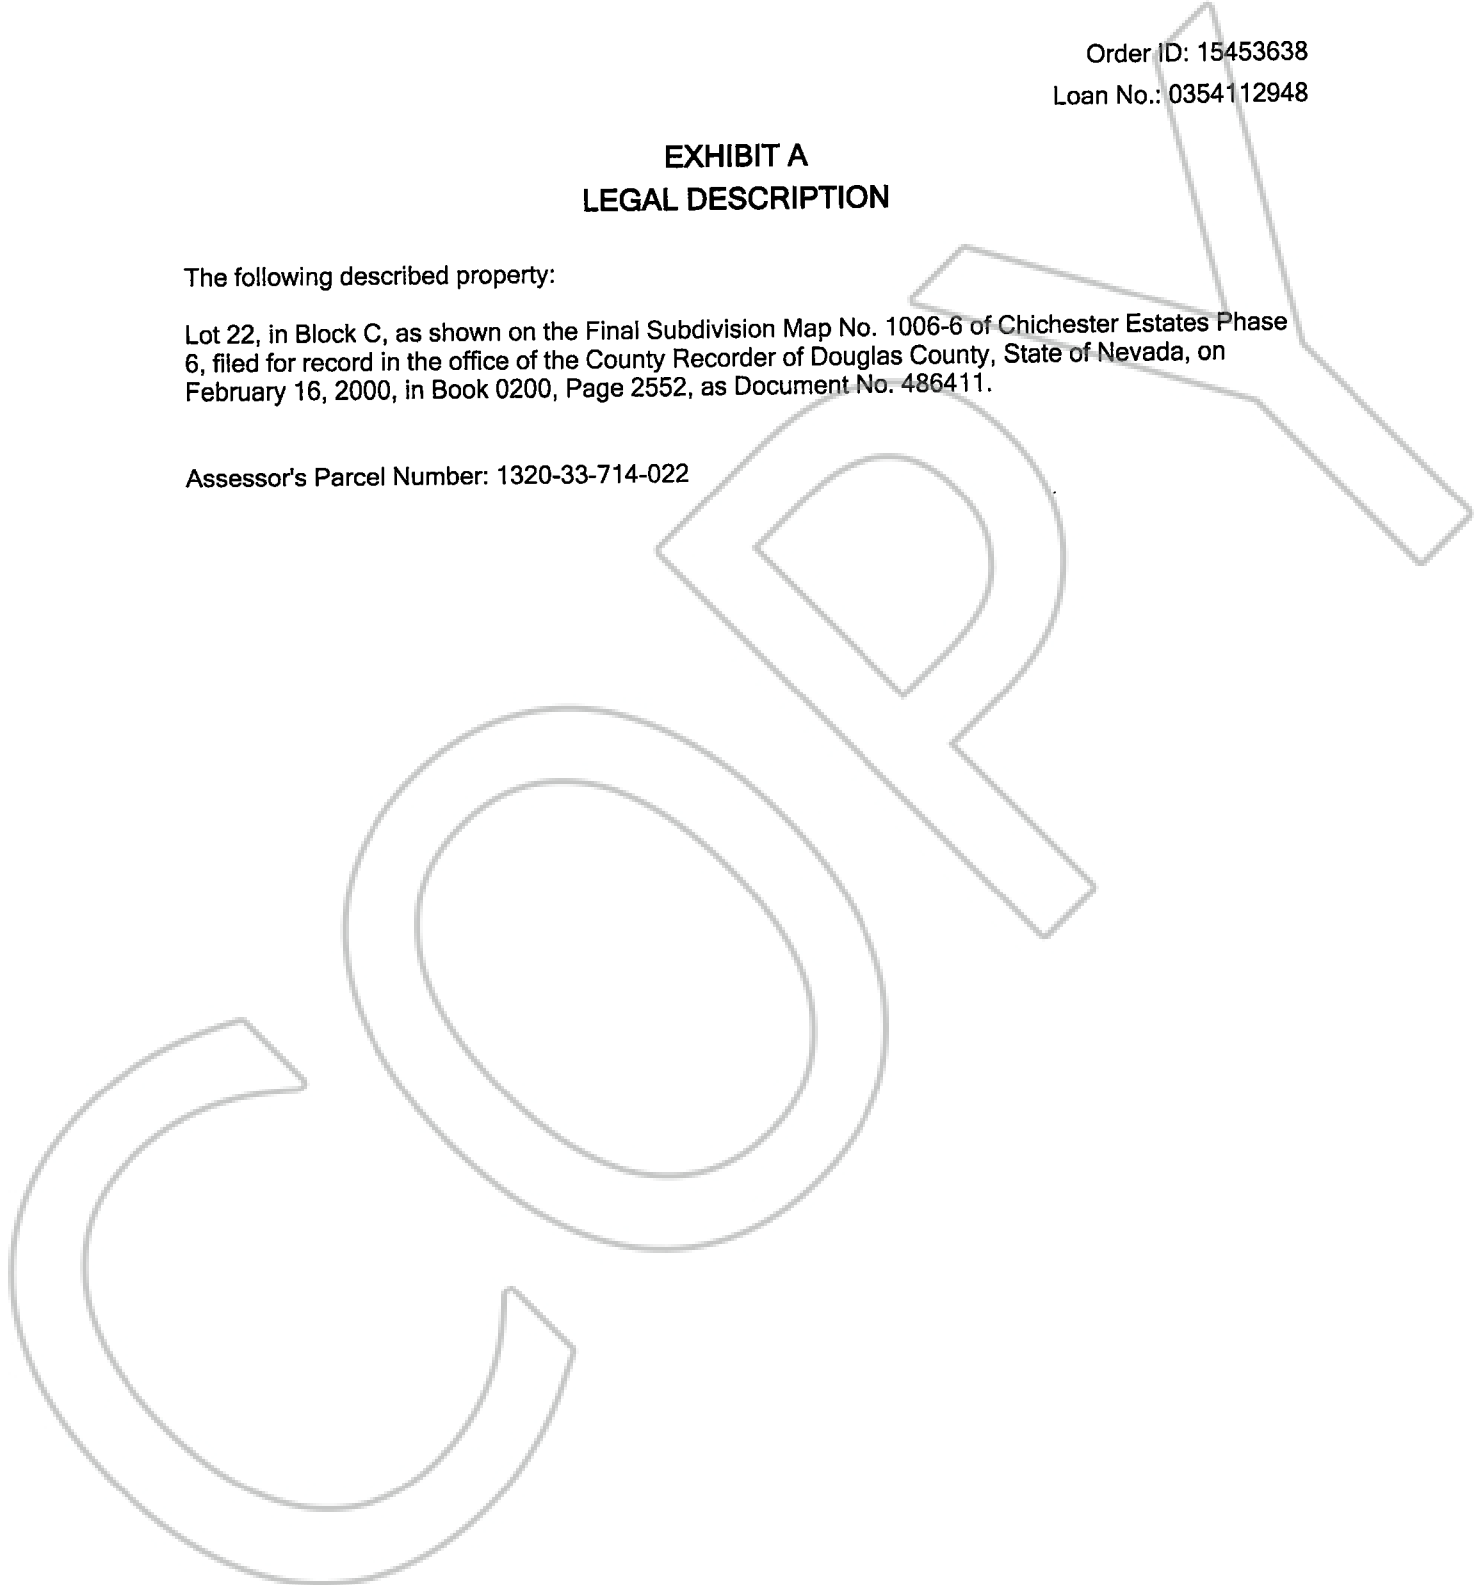 Order ID: 15453638
Loan No.: 0354112948
EXHIBIT A
LEGAL DESCRIPTION
The following described property:
Lot 22, in Block C, as shown on the Final Subdivision Map No. 1006-6 of Chichester Estates Phase
6, filed for record in the office of the County Recorder of Douglas County, State of Nevada, on
February 16, 2000, in Book 0200, Page 2552, as Document No. 486411.
Assessor's Parcel Number: 1320-33-714-022
COPY